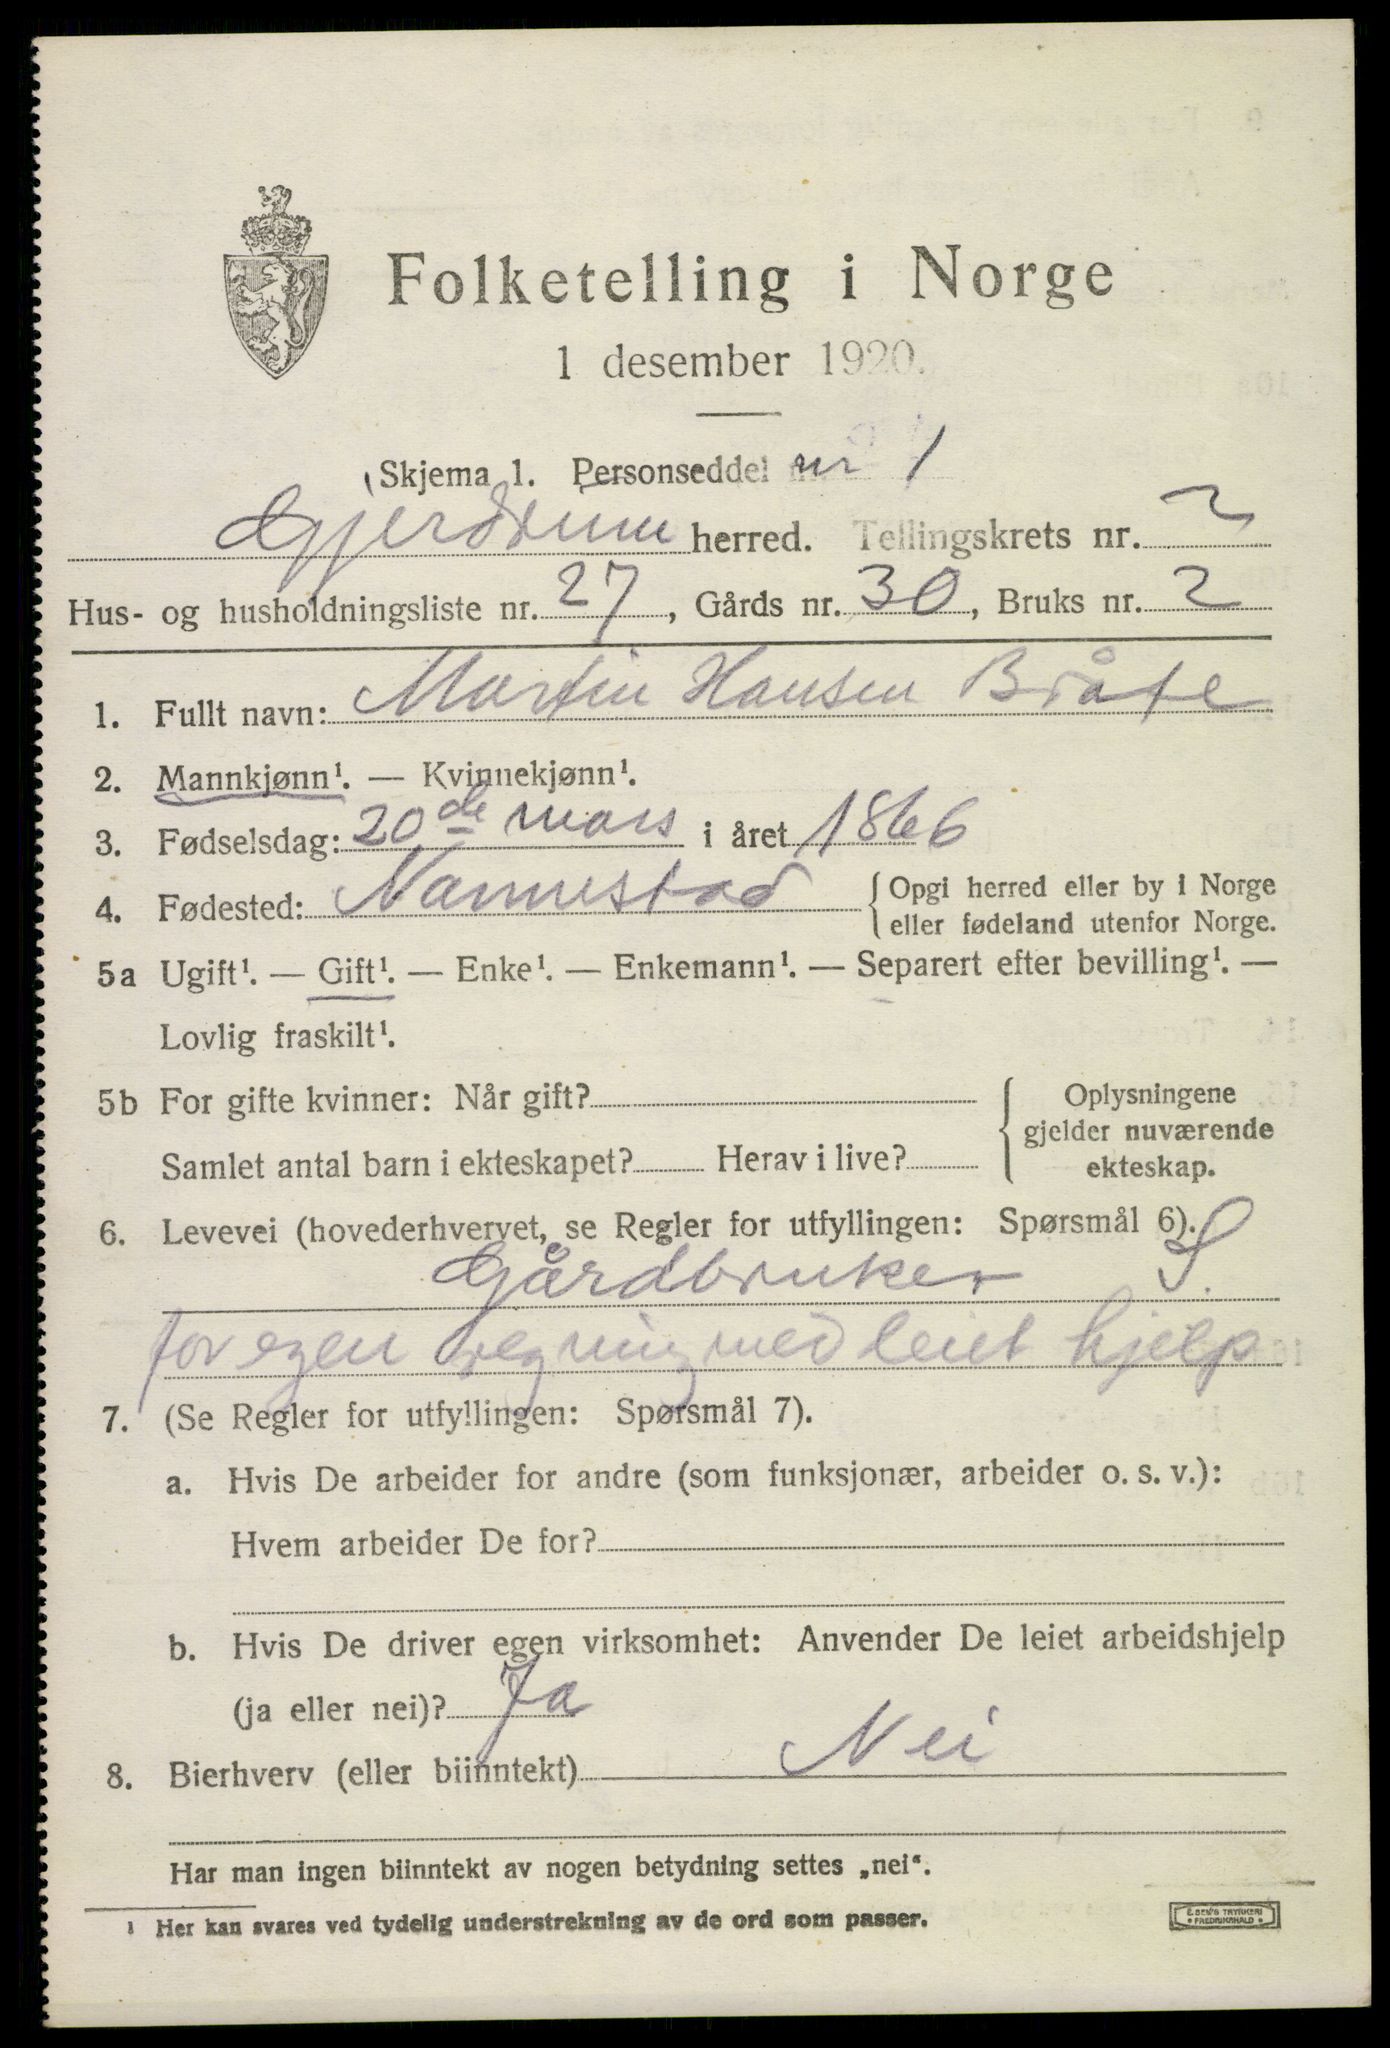 Folketelling i Norge
1 desember 1920.
Skjema 1. Personseddel nr 1
Gjerdrum herred. Tellingskrets nr. 2
Hus- og husholdningsliste nr. 27, Gårds nr. 30, Bruks nr. 2
1. Fullt navn: Martin Hansen Bråte
2. Mannkjønn¹. — Kvinnekjønn¹.
3. Fødselsdag: 20de mars i året 1866
4. Fødested: Nannestad { Opgi herred eller by i Norge
eller fødeland utenfor Norge.
5a Ugift¹. — Gift¹. — Enke¹. — Enkemann¹. — Separert efter bevilling¹. —
Lovlig fraskilt¹.
5b For gifte kvinner: Når gift? { Oplysningene
gjelder nuværende
Samlet antal barn i ekteskapet? Herav i live? ekteskap.
6. Levevei (hovederhvervet, se Regler for utfyllingen: Spørsmål 6).
Gårdbruker S.
for egen regning med leiet hjelp
7. (Se Regler for utfyllingen: Spørsmål 7).
a. Hvis De arbeider for andre (som funksjonær, arbeider o. s. v.):
Hvem arbeider De for?
b. Hvis De driver egen virksomhet: Anvender De leiet arbeidshjelp
(ja eller nei)? Ja
8. Bierhverv (eller biinntekt) Nei
Har man ingen biinntekt av nogen betydning settes „nei“.
¹ Her kan svares ved tydelig understrekning av de ord som passer.
E. SEM'S TRYKKERI
• FREDRIKSHALD •